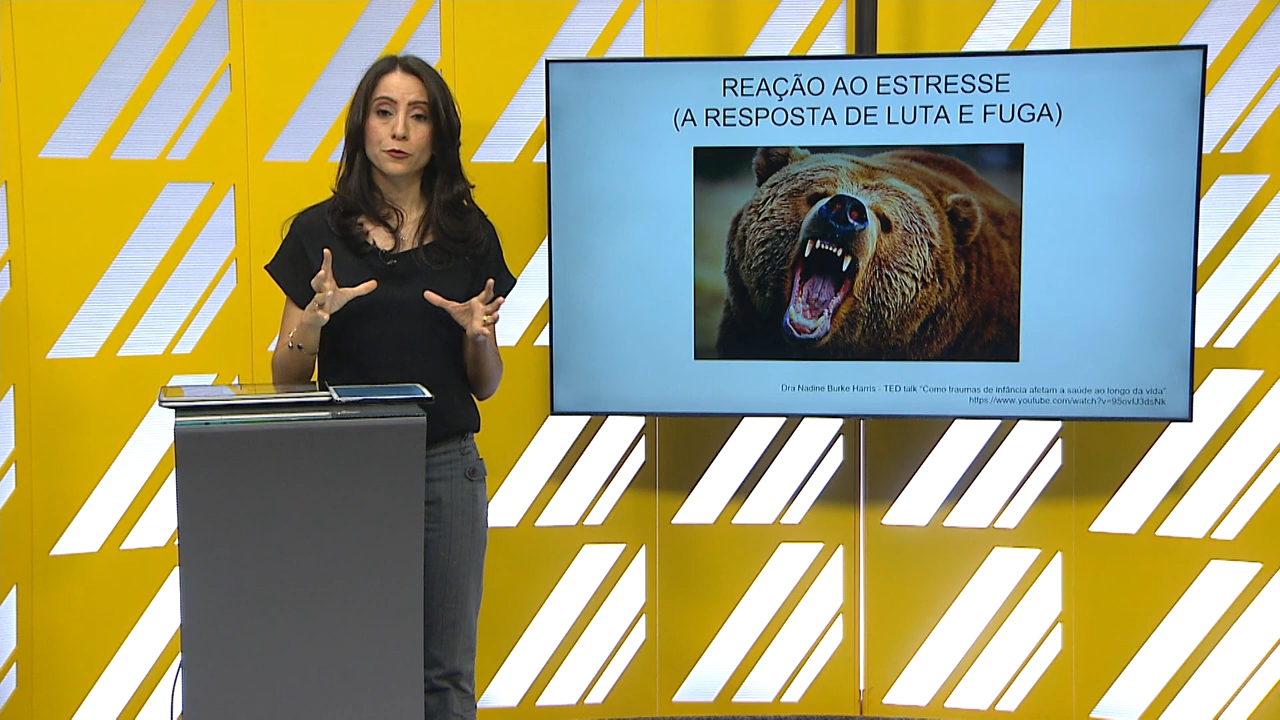 REAÇÃO AO ESTRESSE
(A RESPOSTA DE LUTA E FUGA)
Dra Nadine Burke Harris - TED talk "Como traumas de infância afetam a saúde ao longo da vida"
https://www.youtube.com/watch?v=95ovIJ3dsNk